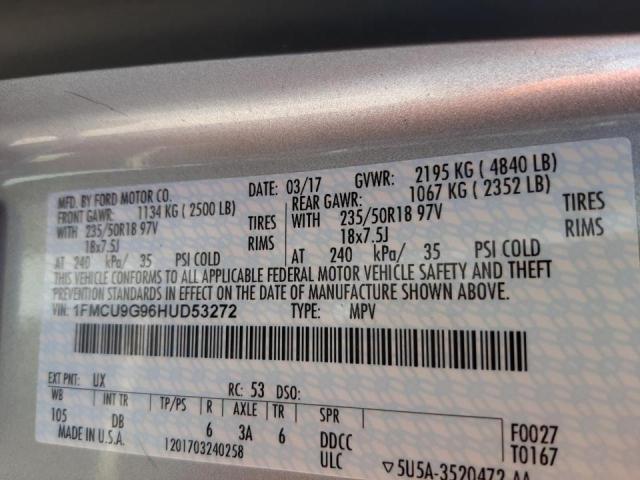 MFD. BY FORD MOTOR CO.
DATE: 03/17 GVWR: 2195 KG ( 4840 LB)
FRONT GAWR: 1134 KG ( 2500 LB)
REAR GAWR: 1067 KG ( 2352 LB)
WITH 235/50R18 97V TIRES
WITH 235/50R18 97V TIRES
18x7.5J RIMS
18x7.5J RIMS
AT 240 kPa/ 35 PSI COLD
AT 240 kPa/ 35 PSI COLD
THIS VEHICLE CONFORMS TO ALL APPLICABLE FEDERAL MOTOR VEHICLE SAFETY AND THEFT
PREVENTION STANDARDS IN EFFECT ON THE DATE OF MANUFACTURE SHOWN ABOVE.
VIN: 1FMCU9G96HUD53272 TYPE: MPV
EXT PNT: UX RC: 53 DSO:
WB INT TR TP/PS R AXLE TR SPR
105 DB 6 3A 6 DDCC F0027
MADE IN U.S.A. 1201703240258 ULC T0167
▽5U5A-3520472-AA